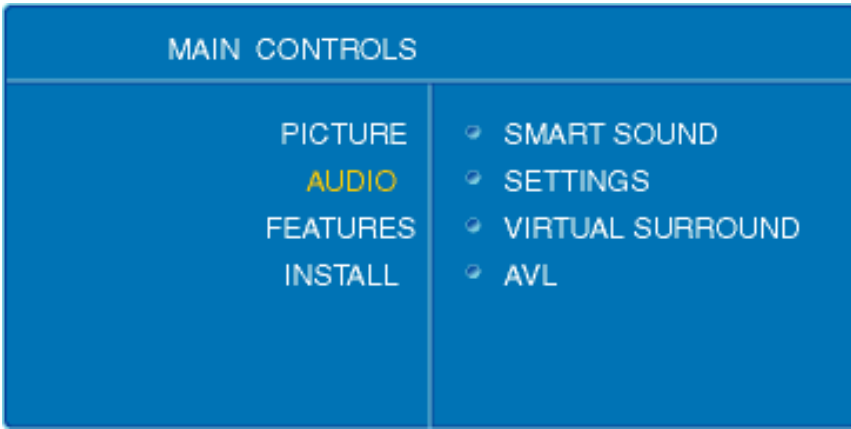 MAIN CONTROLS
PICTURE
AUDIO
FEATURES
INSTALL
SMART SOUND
SETTINGS
VIRTUAL SURROUND
AVL